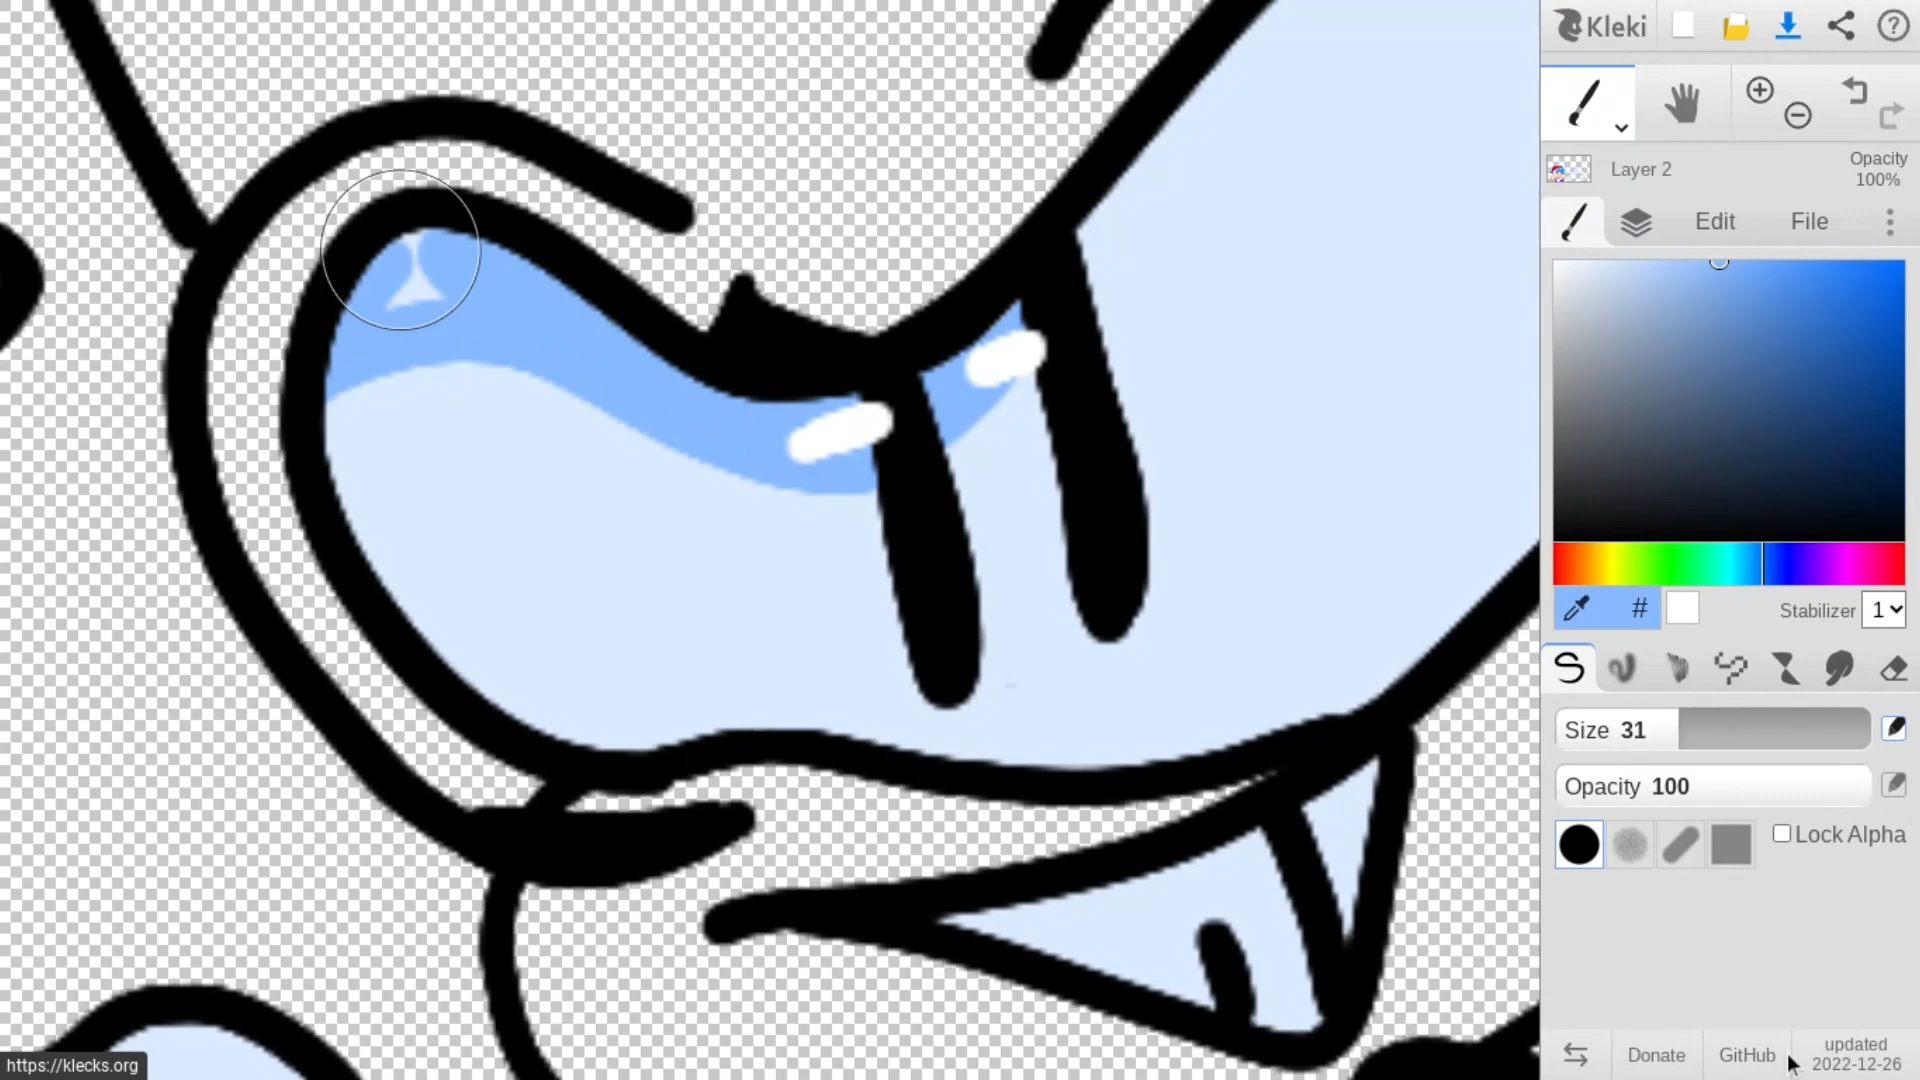 Kleki
Layer 2
Opacity
100%
Edit
File
#
Stabilizer 1
Size 31
Opacity 100
Lock Alpha
Donate
GitHub
updated
2022-12-26
https://klecks.org